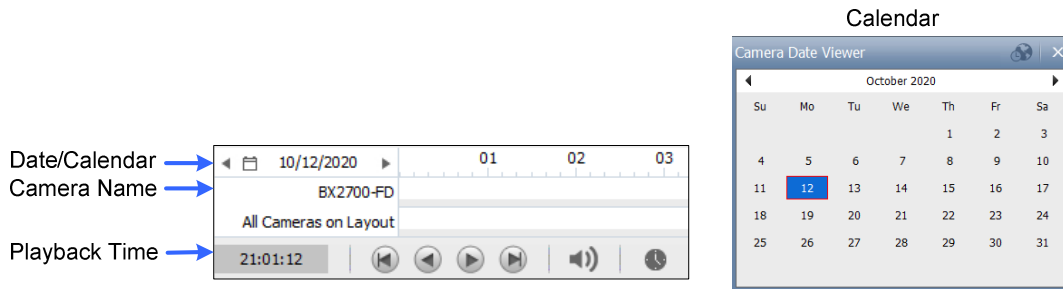 Calendar
Camera Date Viewer
October 2020
Su Mo Tu We Th Fr Sa
1 2 3
4 5 6 7 8 9 10
11 12 13 14 15 16 17
18 19 20 21 22 23 24
25 26 27 28 29 30 31
Date/Calendar
10/12/2020 01 02 03
Camera Name
BX2700-FD
All Cameras on Layout
Playback Time
21:01:12